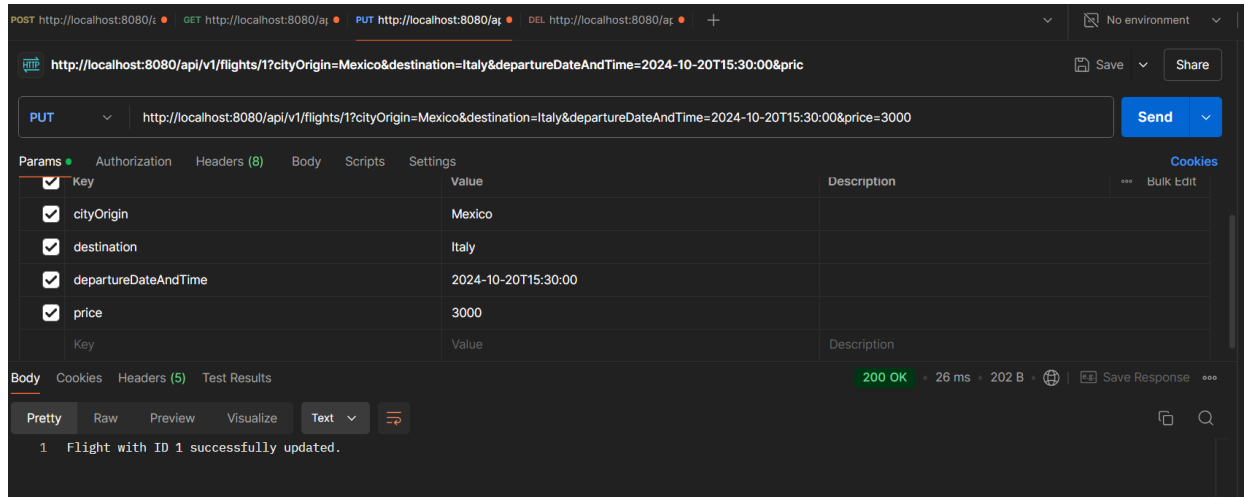 POST http://localhost:8080/a GET http://localhost:8080/ap PUT http://localhost:8080/ap DEL http://localhost:8080/ap No environment
HTTP http://localhost:8080/api/v1/flights/1?cityOrigin=Mexico&destination=Italy&departureDateAndTime=2024-10-20T15:30:00&pric Save Share
PUT http://localhost:8080/api/v1/flights/1?cityOrigin=Mexico&destination=Italy&departureDateAndTime=2024-10-20T15:30:00&price=3000 Send
Params Authorization Headers (8) Body Scripts Settings Cookies
Key Value Description Bulk Edit
cityOrigin Mexico
destination Italy
departureDateAndTime 2024-10-20T15:30:00
price 3000
Key Value Description
Body Cookies Headers (5) Test Results 200 OK 26 ms 202 B e.g. Save Response
Pretty Raw Preview Visualize Text
1 Flight with ID 1 successfully updated.